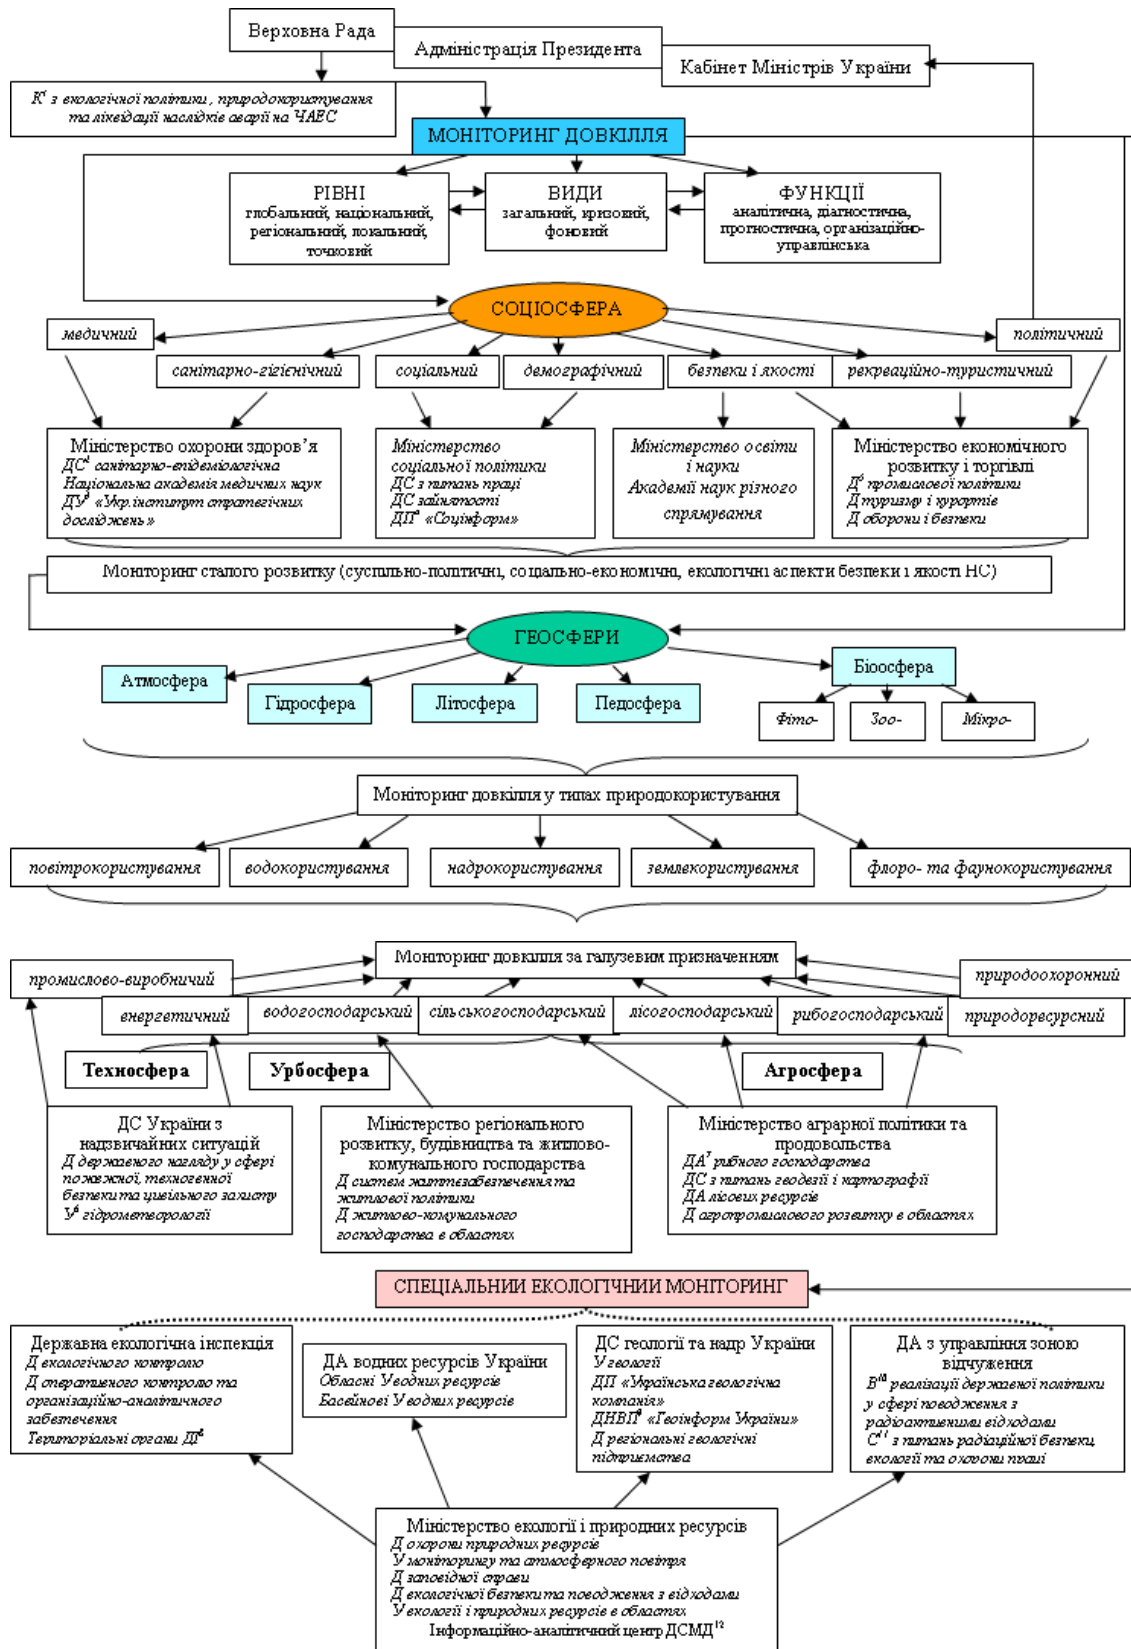 Верховна Рада
Адміністрація Президента
Кабінет Міністрів України
К¹ з екологічної політики, природокористування
та ліквідації наслідків аварії на ЧАЕС
МОНІТОРИНГ ДОВКІЛЛЯ
РІВНІ
глобальний, національний,
регіональний, локальний,
точковий
ВИДИ
загальний, кризовий,
фоновий
ФУНКЦІЇ
аналітична, діагностична,
прогностична, організаційно-
управлінська
СОЦІОСФЕРА
медичний
політичний
санітарно-гігієнічний
соціальний
демографічний
безпеки і якості
рекреаційно-туристичний
Міністерство охорони здоров’я
ДС² санітарно-епідеміологічна
Національна академія медичних наук
ДУ³ «Укр.інститут стратегічних
досліджень»
Міністерство
соціальної політики
ДС з питань праці
ДС зайнятості
ДП⁴ «Соцінформ»
Міністерство освіти
і науки
Академії наук різного
спрямування
Міністерство економічного
розвитку і торгівлі
Д⁵ промислової політики
Д туризму і курортів
Д оборони і безпеки
Моніторинг сталого розвитку (суспільно-політичні, соціально-економічні, екологічні аспекти безпеки і якості НС)
ГЕОСФЕРИ
Атмосфера
Гідросфера
Літосфера
Педосфера
Біосфера
Фіто-
Зоо-
Мікро-
Моніторинг довкілля у типах природокористування
повітрокористування
водокористування
надрокористування
землекористування
флоро- та фаунокористування
Моніторинг довкілля за галузевим призначенням
промислово-виробничий
природоохоронний
енергетичний
водогосподарський
сільськогосподарський
лісогосподарський
рибогосподарський
природоресурсний
Техносфера
Урбосфера
Агросфера
ДС України з
надзвичайних ситуацій
Д державного нагляду у сфері
пожежної, техногенної
безпеки та цивільного захисту
У⁶ гідрометеорології
Міністерство регіонального
розвитку, будівництва та житлово-
комунального господарства
Д систем життєзабезпечення та
житлової політики
Д житлово-комунального
господарства в областях
Міністерство аграрної політики та
продовольства
ДА⁷ рибного господарства
ДС з питань геодезії і картографії
ДА лісових ресурсів
Д агропромислового розвитку в областях
СПЕЦІАЛЬНИЙ ЕКОЛОГІЧНИЙ МОНІТОРИНГ
Державна екологічна інспекція
Д екологічного контролю
Д оперативного контролю та
організаційно-аналітичного
забезпечення
Територіальні органи ДІ⁸
ДА водних ресурсів України
Обласні У водних ресурсів
Басейнові У водних ресурсів
ДС геології та надр України
У геології
ДП «Українська геологічна
компанія»
ДНВП⁹ «Геоінформ України»
Д регіональні геологічні
підприємства
ДА з управління зоною
відчуження
В¹⁰ реалізації державної політики
у сфері поводження з
радіоактивними відходами
С¹¹ з питань радіаційної безпеки,
екології та охорони праці
Міністерство екології і природних ресурсів
Д охорони природних ресурсів
У моніторингу та атмосферного повітря
Д заповідної справи
Д екологічної безпеки та поводження з відходами
У екології і природних ресурсів в областях
Інформаційно-аналітичний центр ДСМД¹²